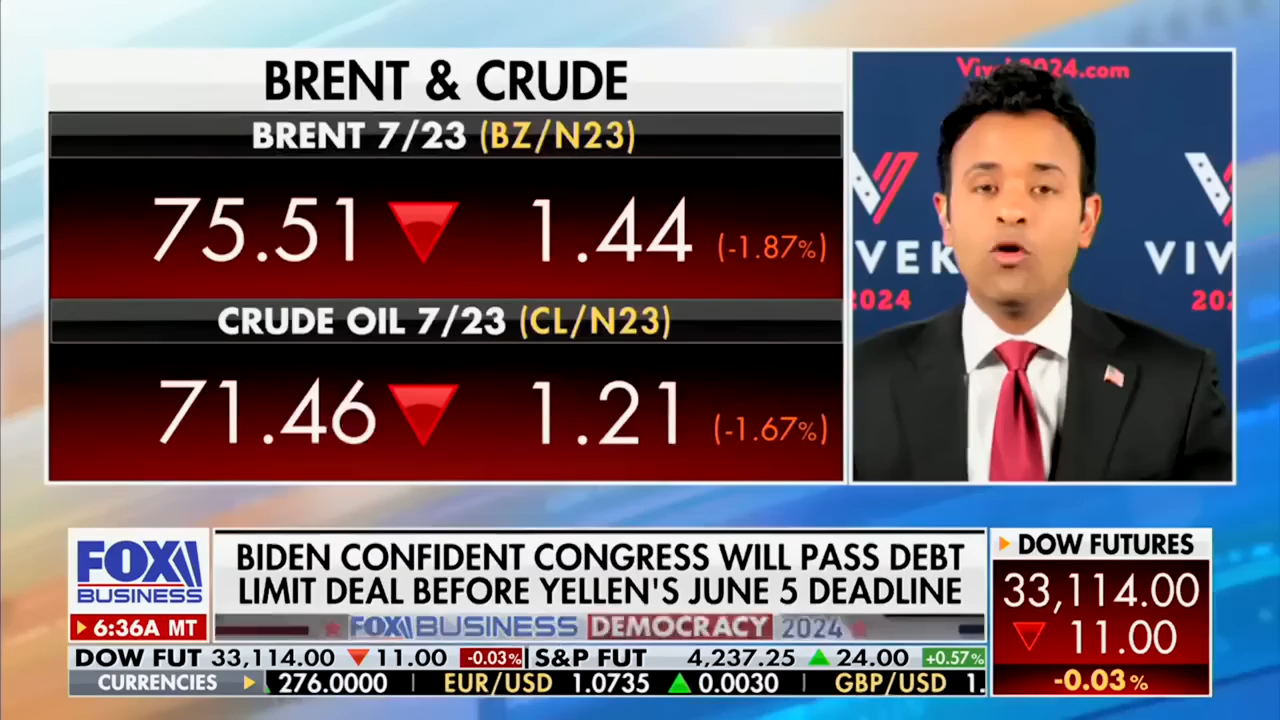 BRENT & CRUDE
BRENT 7/23 (BZ/N23)
75.51 ▼ 1.44 (-1.87%)
CRUDE OIL 7/23 (CL/N23)
71.46 ▼ 1.21 (-1.67%)
2024.com
VEK
VIV
2024
FOX
BUSINESS
6:36A MT
BIDEN CONFIDENT CONGRESS WILL PASS DEBT
LIMIT DEAL BEFORE YELLEN'S JUNE 5 DEADLINE
FOX BUSINESS DEMOCRACY 2024
DOW FUTURES
33,114.00
▼ 11.00
-0.03%
DOW FUT 33,114.00 ▼ 11.00 -0.03% S&P FUT 4,237.25 ▲ 24.00 +0.57%
CURRENCIES 276.0000 EUR/USD 1.0735 ▲ 0.0030 GBP/USD 1.